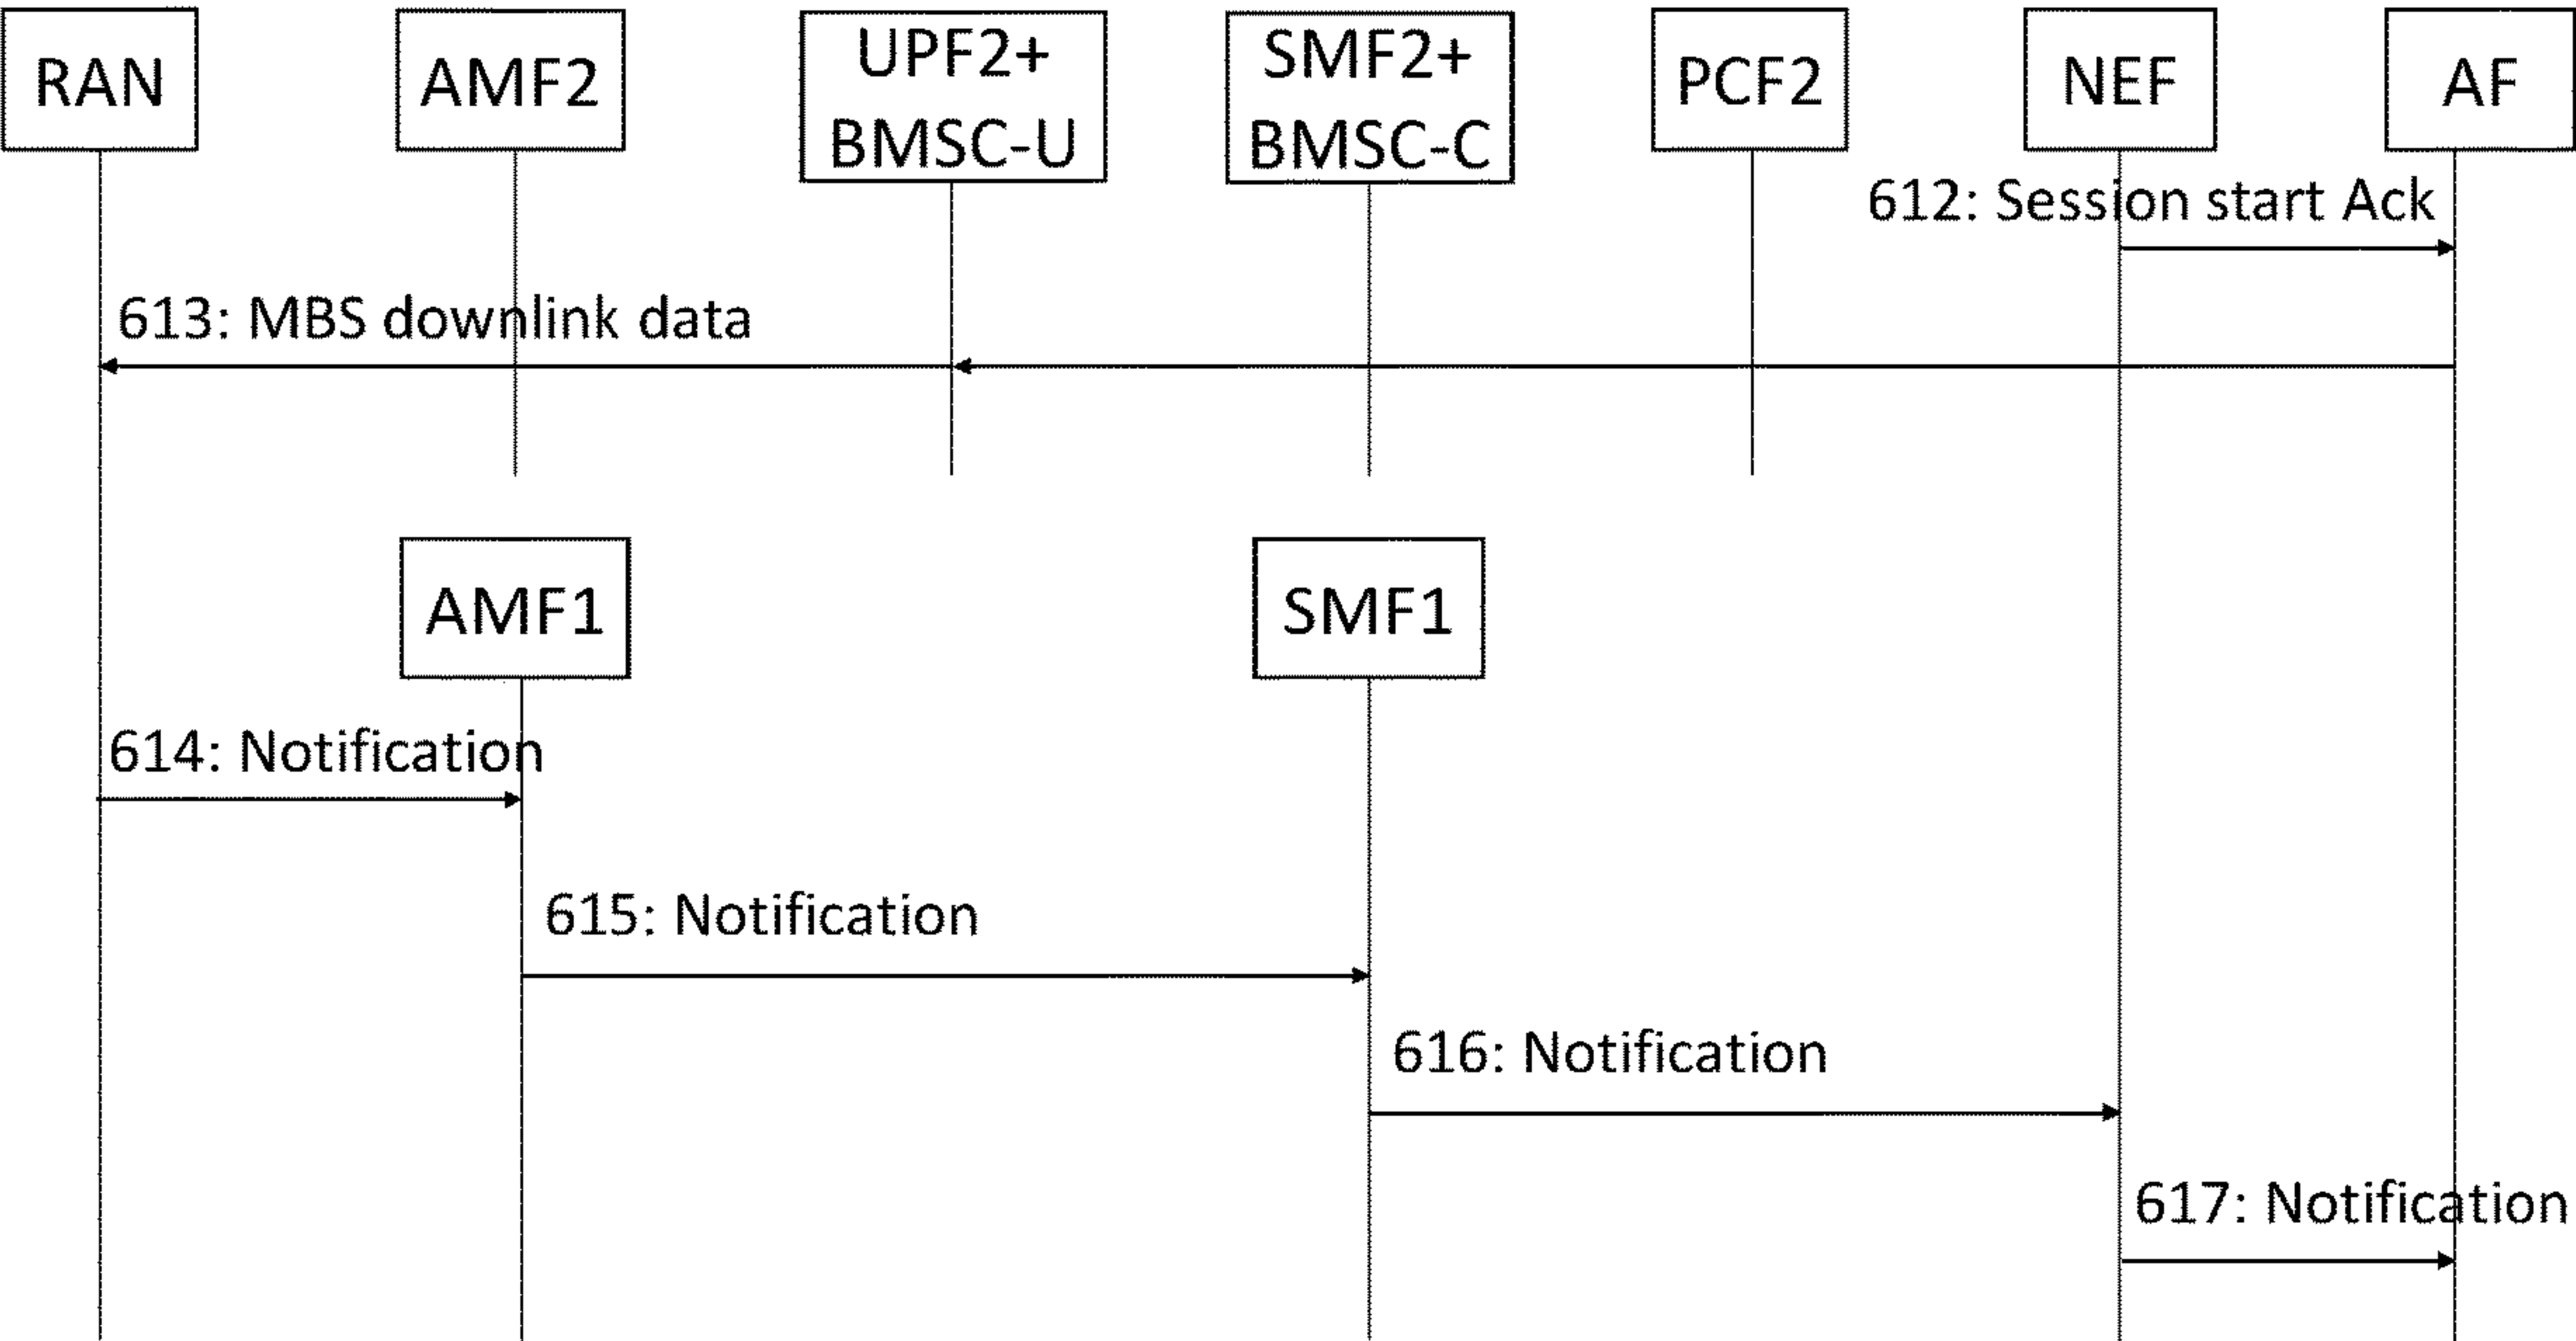 RAN
AMF2
UPF2+
BMSC-U
SMF2+
BMSC-C
PCF2
NEF
AF
612: Session start Ack
613: MBS downlink data
AMF1
SMF1
614: Notification
615: Notification
616: Notification
617: Notification